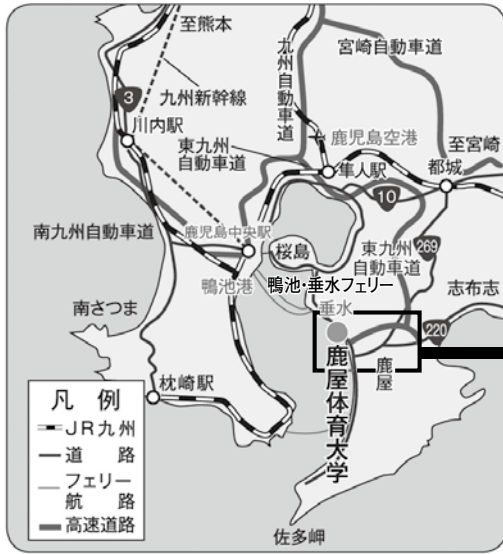 至熊本
宮崎自動車道
九州自動車道
3
九州新幹線
川内駅
鹿児島空港
東九州
自動車道
至宮崎
隼人駅
都城
10
南九州自動車道
鹿児島中央駅
桜島
東九州
自動車道
269
鴨池港
鴨池・垂水フェリー
志布志
南さつま
垂水
220
枕崎駅
鹿屋
鹿屋体育大学
凡例
JR九州
道路
フェリー
航路
高速道路
佐多岬